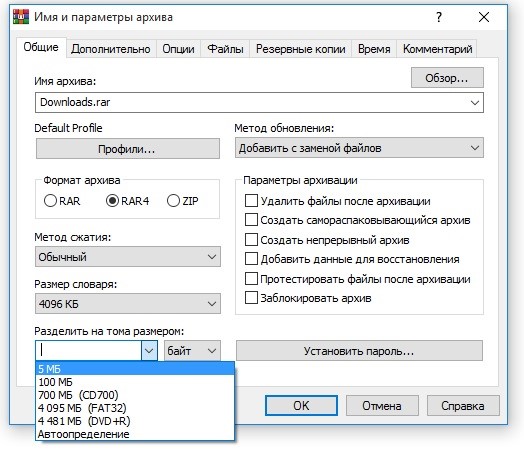 Имя и параметры архива
Общие Дополнительно Опции Файлы Резервные копии Время Комментарий
Имя архива:
Обзор...
Downloads.rar
Default Profile
Метод обновления:
Профили...
Добавить с заменой файлов
Формат архива
RAR RAR4 ZIP
Параметры архивации
Удалить файлы после архивации
Создать самораспаковывающийся архив
Создать непрерывный архив
Добавить данные для восстановления
Протестировать файлы после архивации
Заблокировать архив
Метод сжатия:
Обычный
Размер словаря:
4096 КБ
Разделить на тома размером:
байт
Установить пароль...
5 МБ
100 МБ
700 МБ (CD700)
4 095 МБ (FAT32)
4 481 МБ (DVD+R)
Автоопределение
ОК Отмена Справка